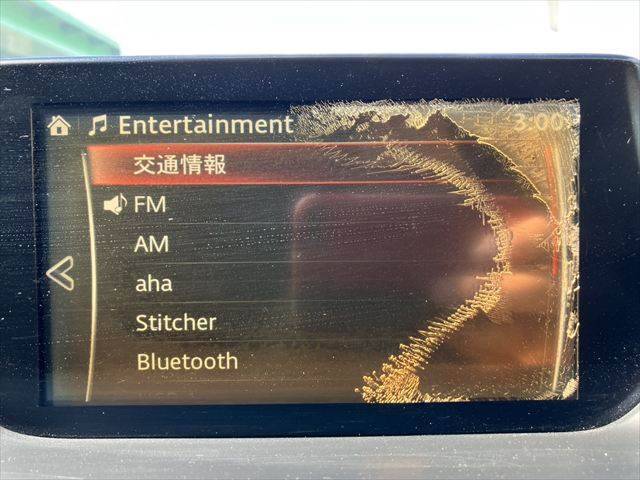 Entertainment 3:00
交通情報
FM
AM
aha
Stitcher
Bluetooth